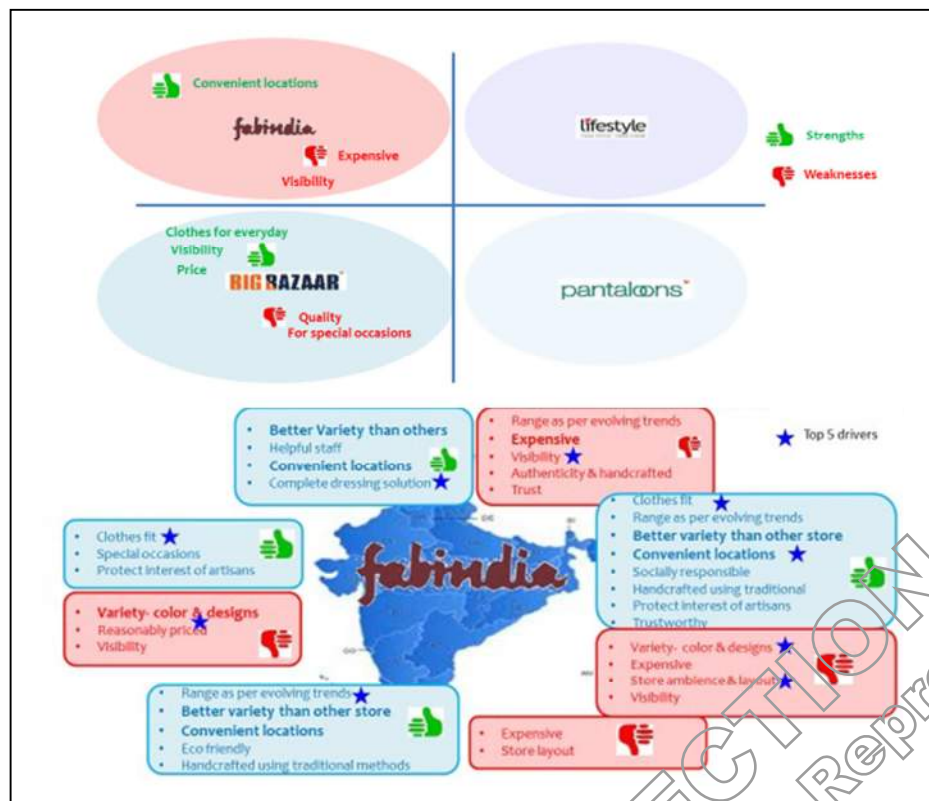 Convenient locations
fabindia
Expensive
Visibility
lifestyle
Strengths
Weaknesses
Clothes for everyday
Visibility
Price
BIG BAZAAR
Quality
For special occasions
pantaloons
Better Variety than others
Helpful staff
Convenient locations
Complete dressing solution
Range as per evolving trends
Expensive
Visibility
Authenticity & handcrafted
Trust
Top 5 drivers
Clothes fit
Special occasions
Protect interest of artisans
Variety- color & designs
Reasonably priced
Visibility
fabindia
Clothes fit
Range as per evolving trends
Better variety than other store
Convenient locations
Socially responsible
Handcrafted using traditional
Protect interest of artisans
Trustworthy
Variety- color & designs
Expensive
Store ambience & layout
Visibility
Range as per evolving trends
Better variety than other store
Convenient locations
Eco friendly
Handcrafted using traditional methods
Expensive
Store layout
ECTION
Repro